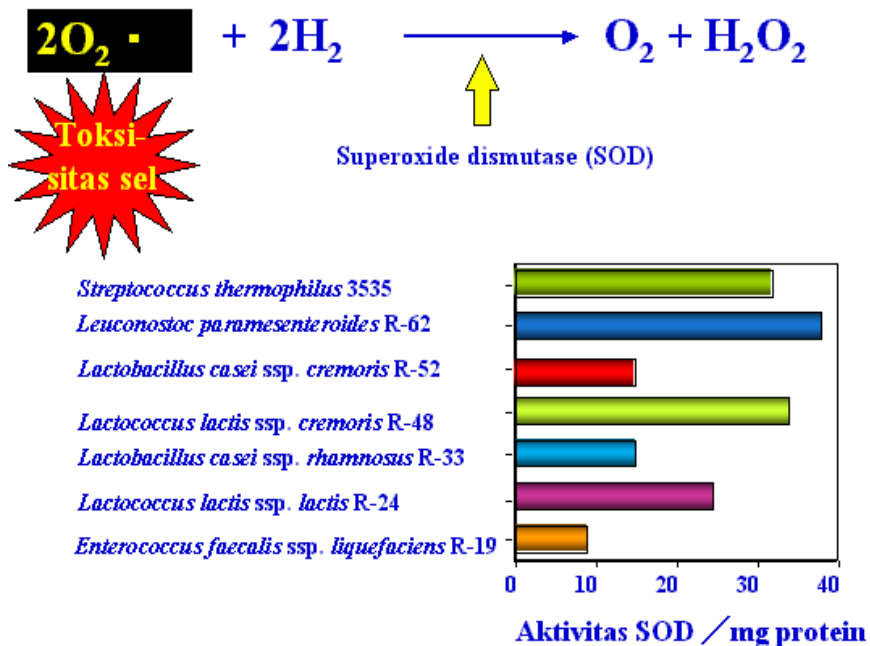 2O₂ · + 2H₂ → O₂ + H₂O₂
Toksi-
sitas sel
Superoxide dismutase (SOD)
Streptococcus thermophilus 3535
Leuconostoc paramesenteroides R-62
Lactobacillus casei ssp. cremoris R-52
Lactococcus lactis ssp. cremoris R-48
Lactobacillus casei ssp. rhamnosus R-33
Lactococcus lactis ssp. lactis R-24
Enterococcus faecalis ssp. liquefaciens R-19
0 10 20 30 40
Aktivitas SOD ／mg protein